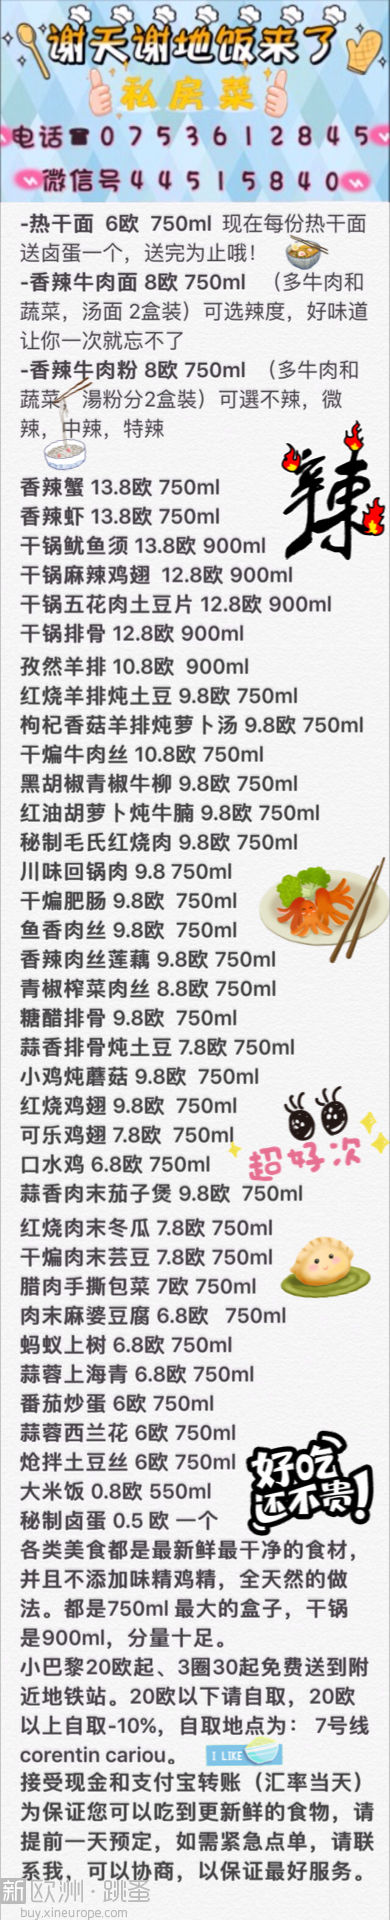 谢天谢地饭来了
私房菜
电话☎0753612845
微信号44515840
-热干面 6欧 750ml 现在每份热干面
送卤蛋一个，送完为止哦！
-香辣牛肉面 8欧 750ml （多牛肉和
蔬菜，汤面 2盒装）可选辣度，好味道
让你一次就忘不了
-香辣牛肉粉 8欧 750ml （多牛肉和
蔬菜，湯粉分2盒裝）可選不辣，微
辣，中辣，特辣
辣
香辣蟹 13.8欧 750ml
香辣虾 13.8欧 750ml
干锅鱿鱼须 13.8欧 900ml
干锅麻辣鸡翅 12.8欧 900ml
干锅五花肉土豆片 12.8欧 900ml
干锅排骨 12.8欧 900ml
孜然羊排 10.8欧 900ml
红烧羊排炖土豆 9.8欧 750ml
枸杞香菇羊排炖萝卜汤 9.8欧 750ml
干煸牛肉丝 10.8欧 750ml
黑胡椒青椒牛柳 9.8欧 750ml
红油胡萝卜炖牛腩 9.8欧 750ml
秘制毛氏红烧肉 9.8欧 750ml
川味回锅肉 9.8 750ml
干煸肥肠 9.8欧 750ml
鱼香肉丝 9.8欧 750ml
香辣肉丝莲藕 9.8欧 750ml
青椒榨菜肉丝 8.8欧 750ml
糖醋排骨 9.8欧 750ml
蒜香排骨炖土豆 7.8欧 750ml
小鸡炖蘑菇 9.8欧 750ml
红烧鸡翅 9.8欧 750ml
可乐鸡翅 7.8欧 750ml
口水鸡 6.8欧 750ml
超好次
蒜香肉末茄子煲 9.8欧 750ml
红烧肉末冬瓜 7.8欧 750ml
干煸肉末芸豆 7.8欧 750ml
腊肉手撕包菜 7欧 750ml
肉末麻婆豆腐 6.8欧 750ml
蚂蚁上树 6.8欧 750ml
蒜蓉上海青 6.8欧 750ml
番茄炒蛋 6欧 750ml
蒜蓉西兰花 6欧 750ml
炝拌土豆丝 6欧 750ml
好吃
还不贵！
大米饭 0.8欧 550ml
秘制卤蛋 0.5 欧 一个
各类美食都是最新鲜最干净的食材，
并且不添加味精鸡精，全天然的做
法。都是750ml 最大的盒子，干锅
是900ml，分量十足。
小巴黎20欧起、3圈30起免费送到附
近地铁站。20欧以下请自取，20欧
以上自取-10%，自取地点为： 7号线
corentin cariou。
I LIKE
接受现金和支付宝转账（汇率当天）
为保证您可以吃到更新鲜的食物，请
提前一天预定，如需紧急点单，请联
系我，可以协商，以保证最好服务。
新欧洲·跳蚤
buy.xineurope.com